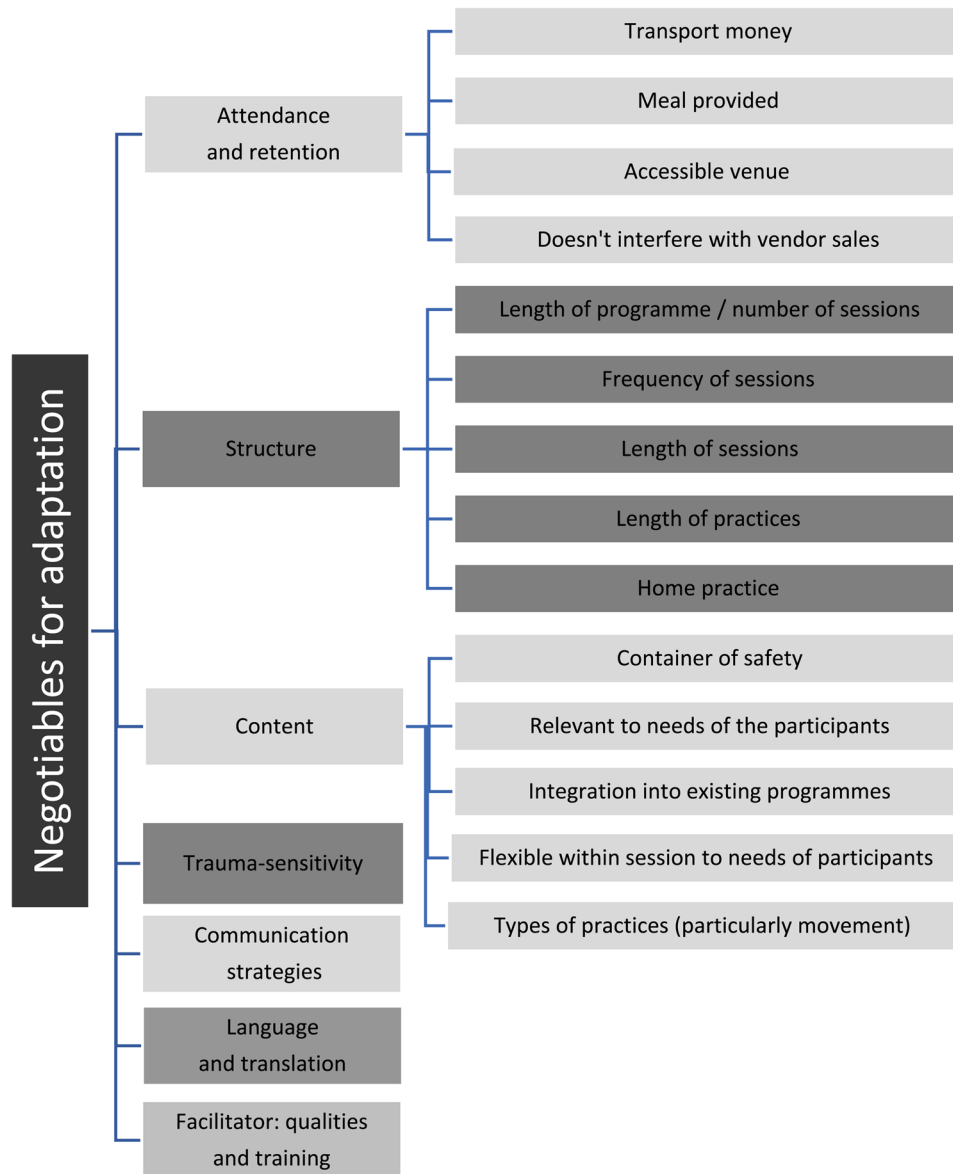 Negotiables for adaptation
Attendance
and retention
Transport money
Meal provided
Accessible venue
Doesn't interfere with vendor sales
Structure
Length of programme / number of sessions
Frequency of sessions
Length of sessions
Length of practices
Home practice
Content
Container of safety
Relevant to needs of the participants
Integration into existing programmes
Flexible within session to needs of participants
Types of practices (particularly movement)
Trauma-sensitivity
Communication
strategies
Language
and translation
Facilitator: qualities
and training